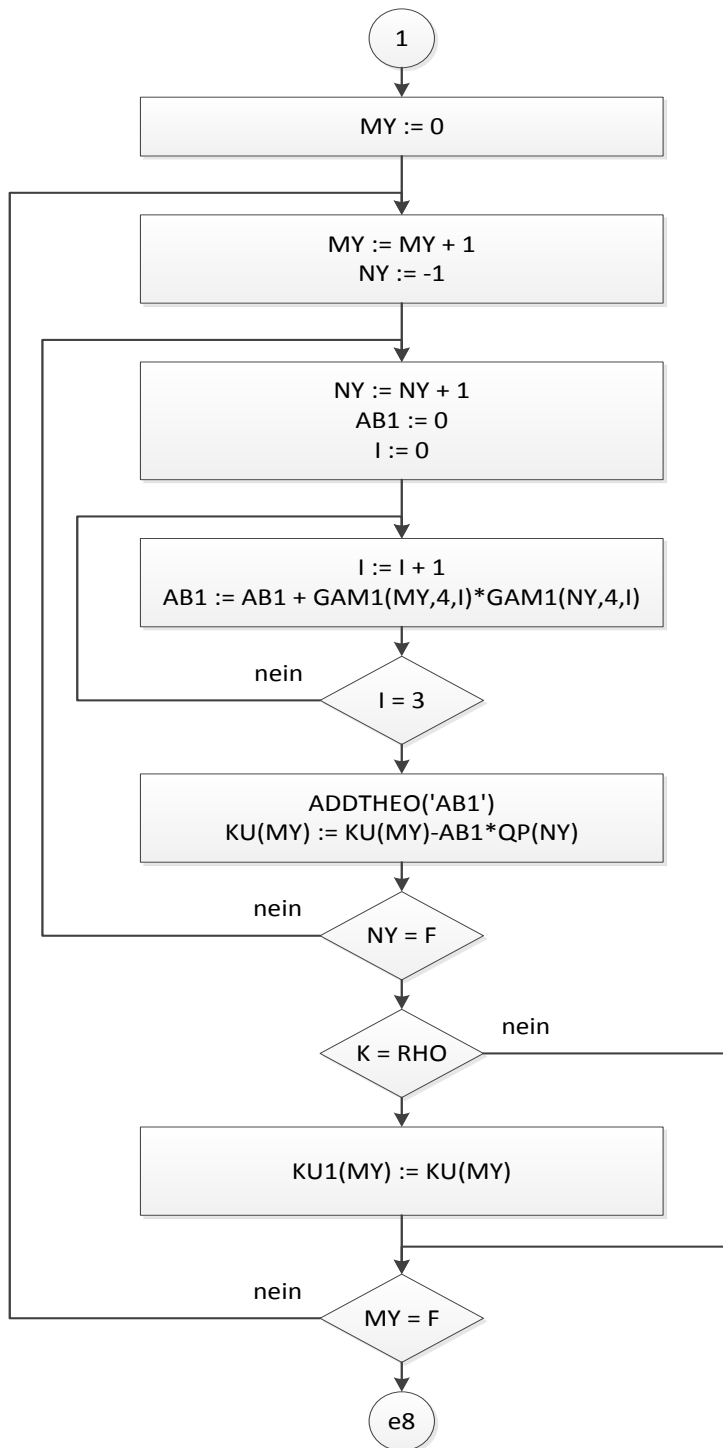 1
MY := 0
MY := MY + 1
NY := -1
NY := NY + 1
AB1 := 0
I := 0
I := I + 1
AB1 := AB1 + GAM1(MY,4,I)*GAM1(NY,4,I)
nein
I = 3
ADDTHEO('AB1')
KU(MY) := KU(MY)-AB1*QP(NY)
nein
NY = F
nein
K = RHO
KU1(MY) := KU(MY)
nein
MY = F
e8